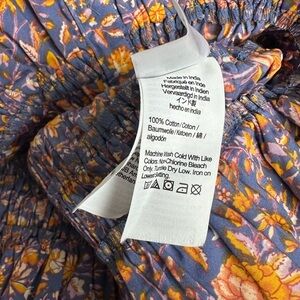 Made in India
Fabriqué en Inde
Hergestellt in Indien
Vervaardigd in India
インド製
hecho en India
100% Cotton / Coton /
Baumwolle / Katoen / 綿 /
algodón
Machine Wash Cold With Like
Colors. Non-Chlorine Bleach
Only. Tumble Dry Low. Iron on
Lowest Setting.